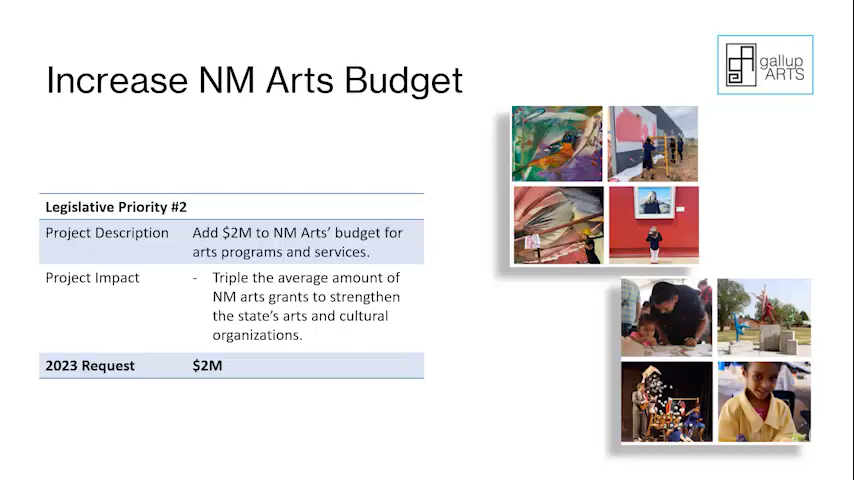 Increase NM Arts Budget
gallup
ARTS
Legislative Priority #2
Project Description Add $2M to NM Arts’ budget for
arts programs and services.
Project Impact - Triple the average amount of
NM arts grants to strengthen
the state’s arts and cultural
organizations.
2023 Request $2M